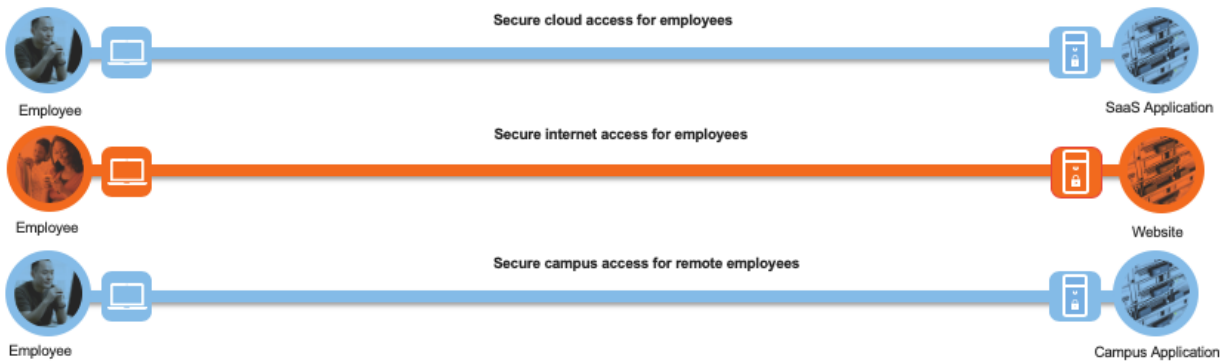 Secure cloud access for employees
Employee
SaaS Application
Secure internet access for employees
Employee
Website
Secure campus access for remote employees
Employee
Campus Application